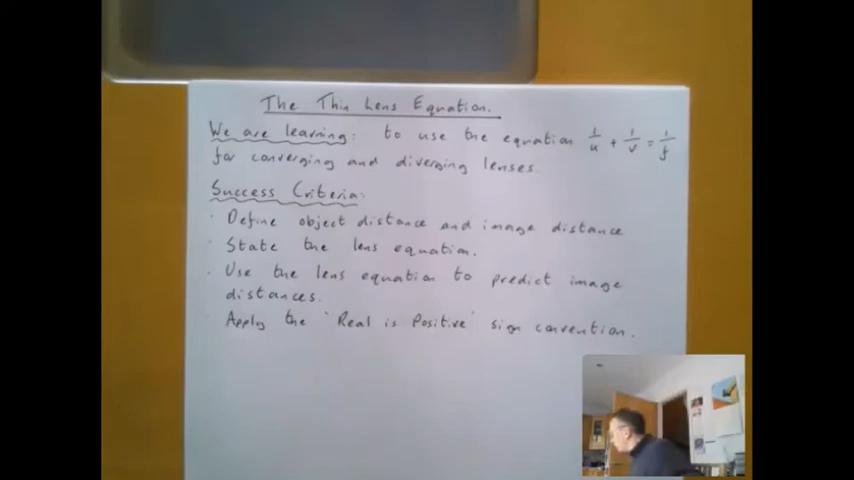 The Thin Lens Equation.
We are learning: to use the equation 1/u + 1/v = 1/f
for converging and diverging lenses.
Success Criteria:
· Define object distance and image distance
· State the lens equation.
· Use the lens equation to predict image
distances.
· Apply the "Real is Positive" sign convention.